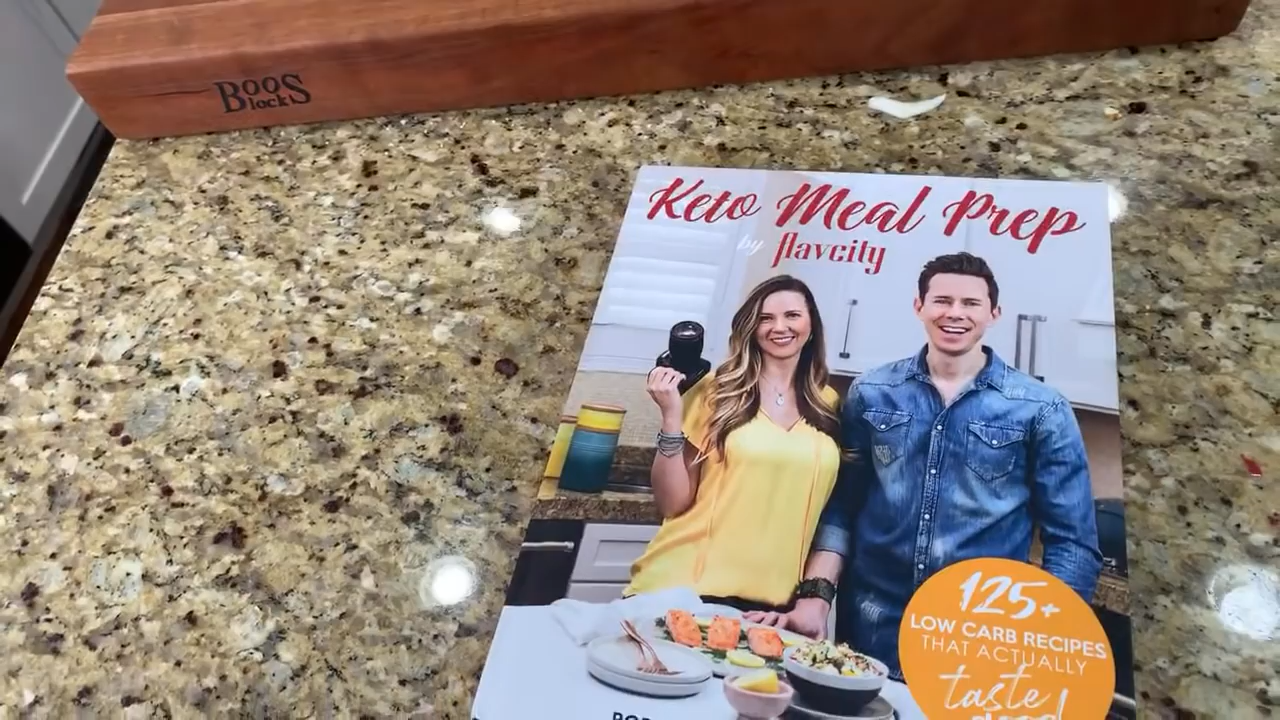 Boos
Block
Keto Meal Prep
by flavcity
125+
LOW CARB RECIPES
THAT ACTUALLY
taste